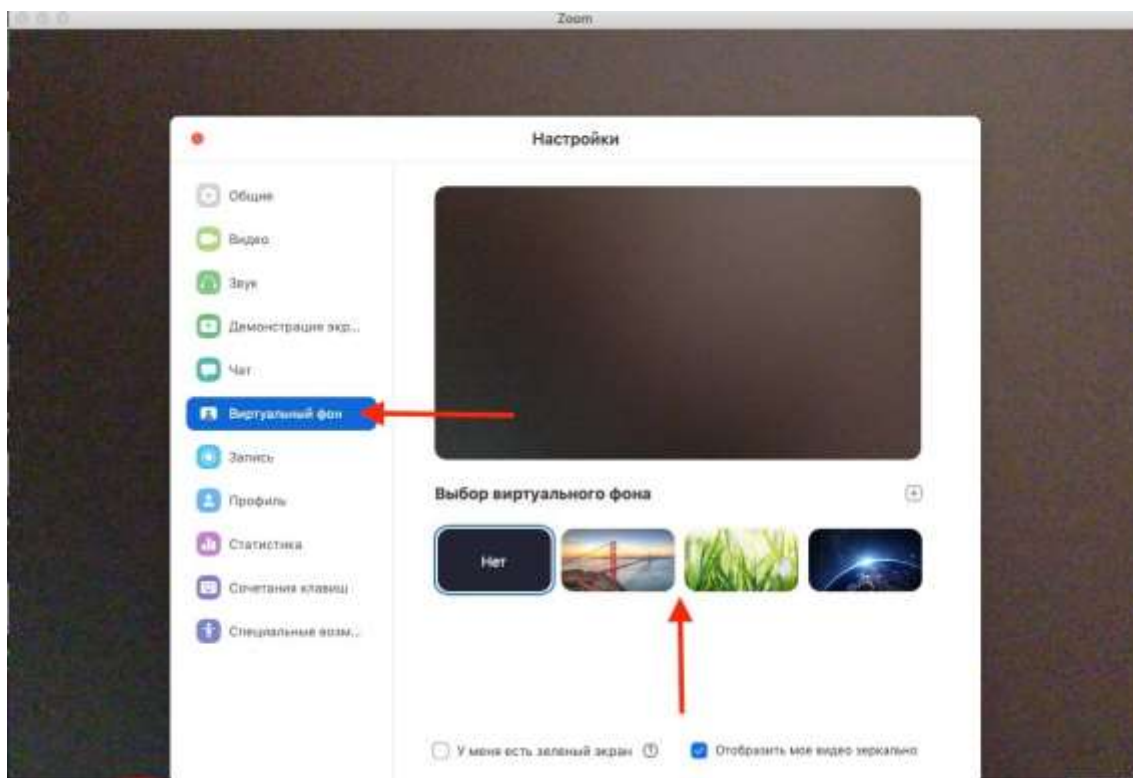 Zoom
Настройки
Общие
Видео
Звук
Демонстрация экр...
Чат
Виртуальный фон
Запись
Профиль
Статистика
Сочетания клавиш
Специальные возм...
Выбор виртуального фона
Нет
У меня есть зеленый экран
Отобразить мое видео зеркально